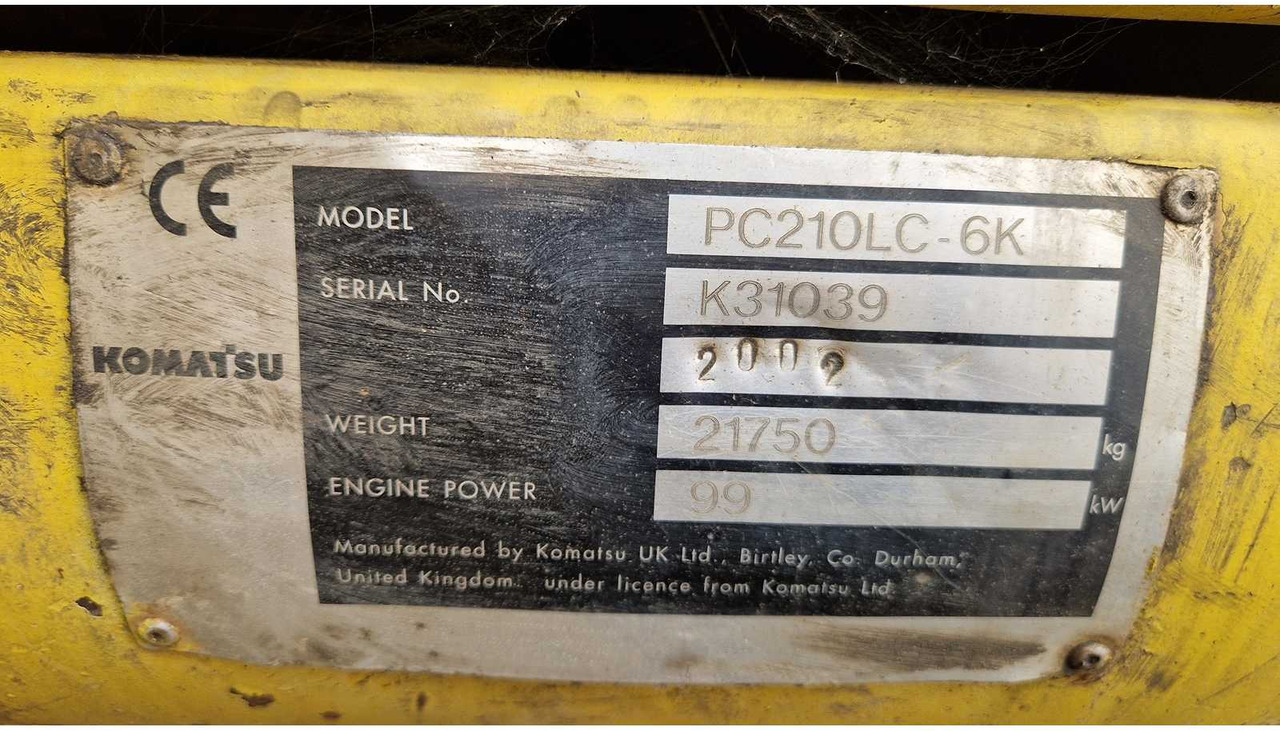 CE
KOMATSU
MODEL PC210LC-6K
SERIAL No. K31039
2002
WEIGHT 21750 kg
ENGINE POWER 99 kW
Manufactured by Komatsu UK Ltd., Birtley, Co. Durham,
United Kingdom. under licence from Komatsu Ltd.